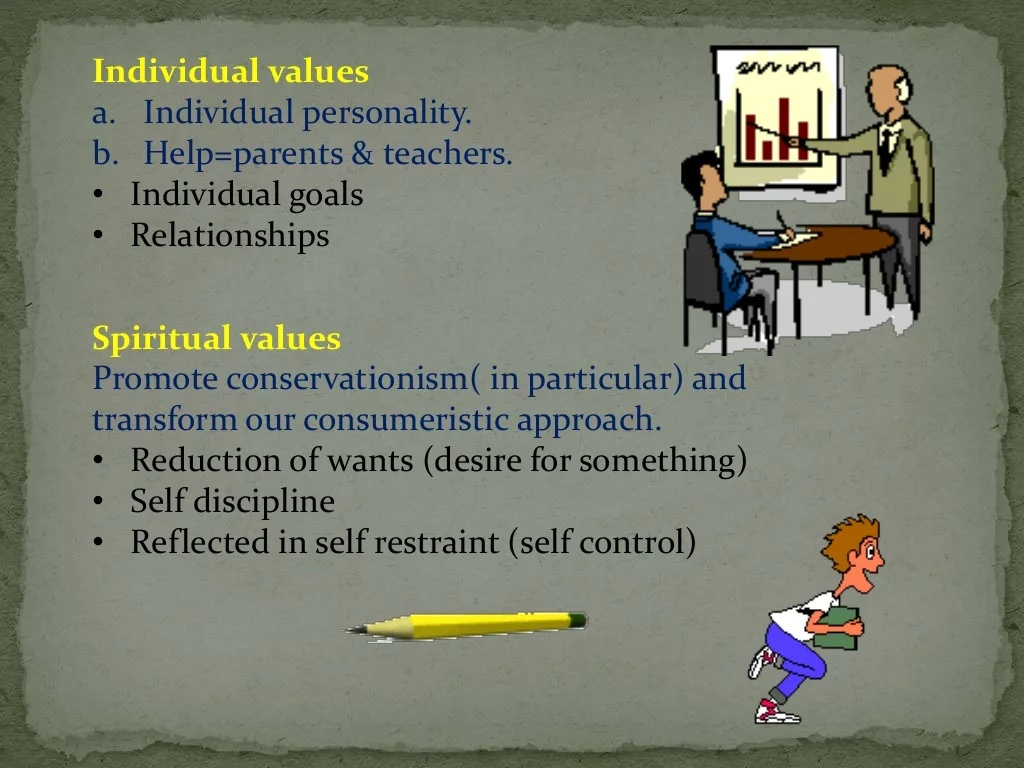 Individual values
a. Individual personality.
b. Help=parents & teachers.
• Individual goals
• Relationships
Spiritual values
Promote conservationism( in particular) and
transform our consumeristic approach.
• Reduction of wants (desire for something)
• Self discipline
• Reflected in self restraint (self control)